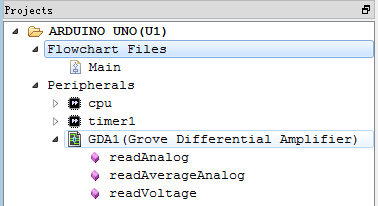 Projects
ARDUINO UNO(U1)
Flowchart Files
Main
Peripherals
cpu
timer1
GDA1(Grove Differential Amplifier)
readAnalog
readAverageAnalog
readVoltage